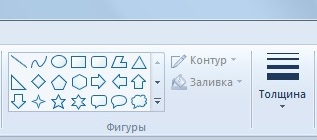 Контур
Заливка
Толщина
Фигуры